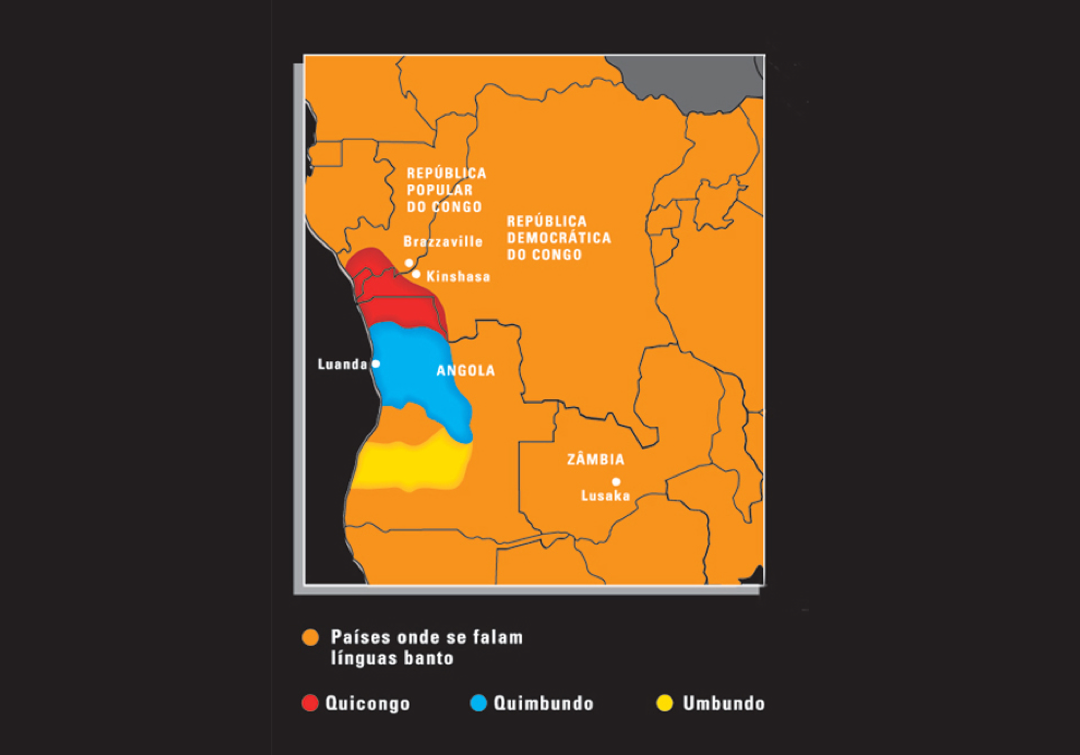 REPÚBLICA
POPULAR
DO CONGO
REPÚBLICA
DEMOCRÁTICA
DO CONGO
Brazzaville
Kinshasa
Luanda
ANGOLA
ZÂMBIA
Lusaka
Países onde se falam
línguas banto
Quicongo
Quimbundo
Umbundo